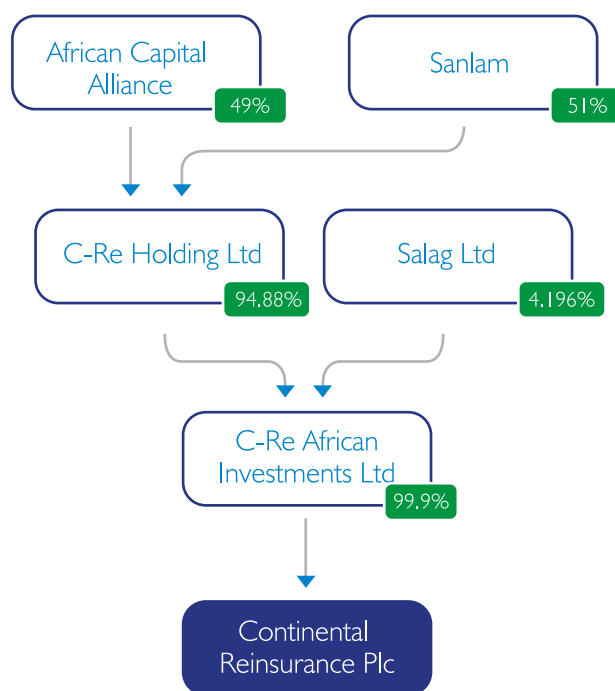 African Capital
Alliance
49%
Sanlam
51%
C-Re Holding Ltd
94.88%
Salag Ltd
4.196%
C-Re African
Investments Ltd
99.9%
Continental
Reinsurance Plc